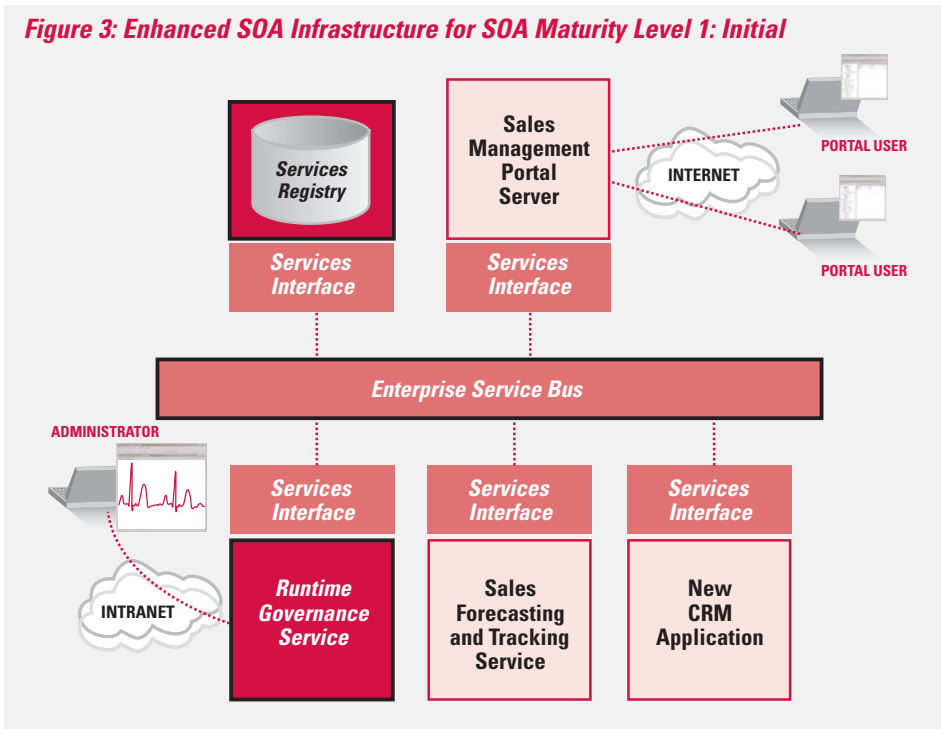 Figure 3: Enhanced SOA Infrastructure for SOA Maturity Level 1: Initial
Services
Registry
Sales
Management
Portal
Server
INTERNET
PORTAL USER
PORTAL USER
Services
Interface
Services
Interface
Enterprise Service Bus
ADMINISTRATOR
INTRANET
Services
Interface
Services
Interface
Services
Interface
Runtime
Governance
Service
Sales
Forecasting
and Tracking
Service
New
CRM
Application